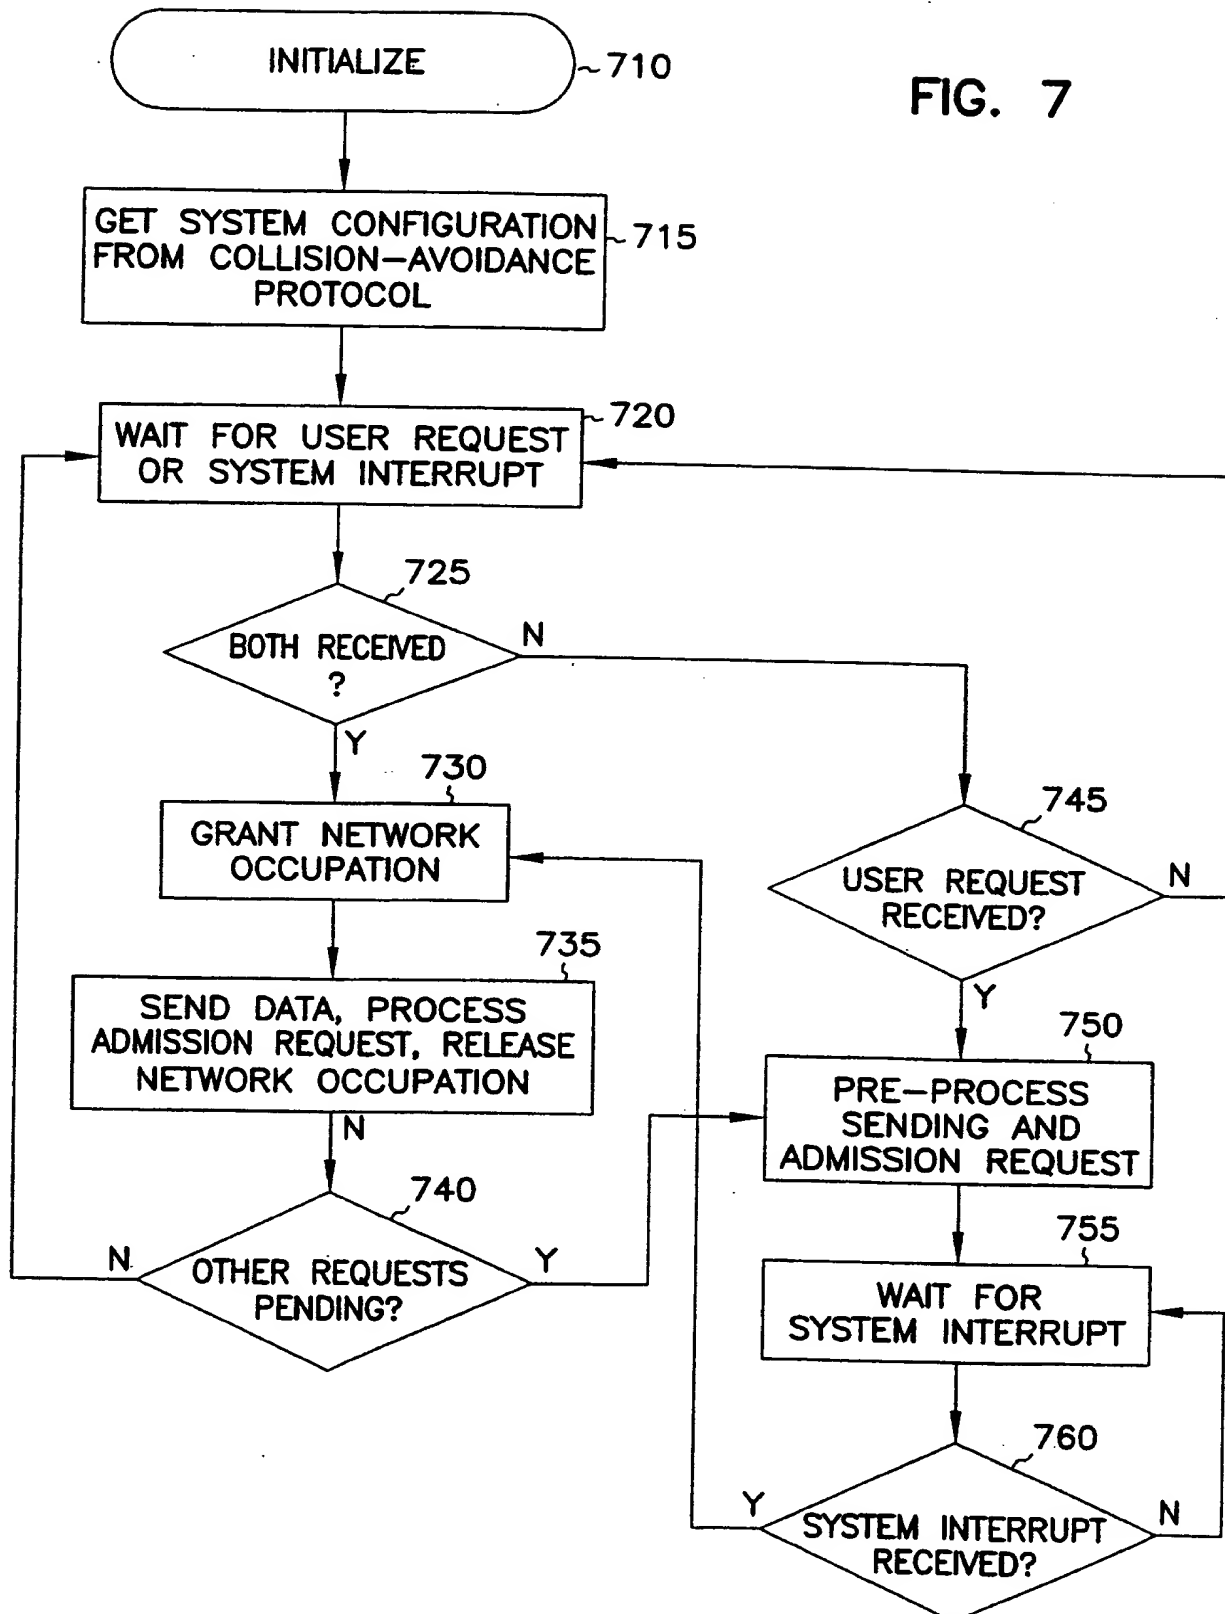 INITIALIZE
710
FIG. 7
GET SYSTEM CONFIGURATION
FROM COLLISION-AVOIDANCE
PROTOCOL
715
WAIT FOR USER REQUEST
OR SYSTEM INTERRUPT
720
725
BOTH RECEIVED
?
N
Y
730
GRANT NETWORK
OCCUPATION
745
USER REQUEST
RECEIVED?
N
Y
735
SEND DATA, PROCESS
ADMISSION REQUEST, RELEASE
NETWORK OCCUPATION
N
750
PRE-PROCESS
SENDING AND
ADMISSION REQUEST
740
OTHER REQUESTS
PENDING?
N
Y
755
WAIT FOR
SYSTEM INTERRUPT
760
SYSTEM INTERRUPT
RECEIVED?
Y
N